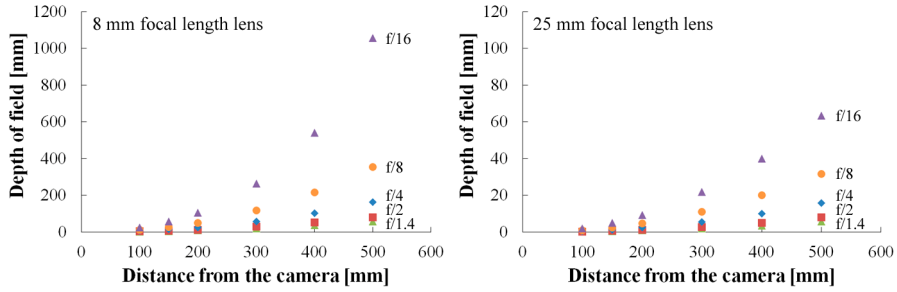 8 mm focal length lens
Depth of field [mm]
1200
1000
800
600
400
200
0
f/16
f/8
f/4
f/2
f/1.4
0 100 200 300 400 500 600
Distance from the camera [mm]
25 mm focal length lens
Depth of field [mm]
120
100
80
60
40
20
0
f/16
f/8
f/4
f/2
f/1.4
0 100 200 300 400 500 600
Distance from the camera [mm]